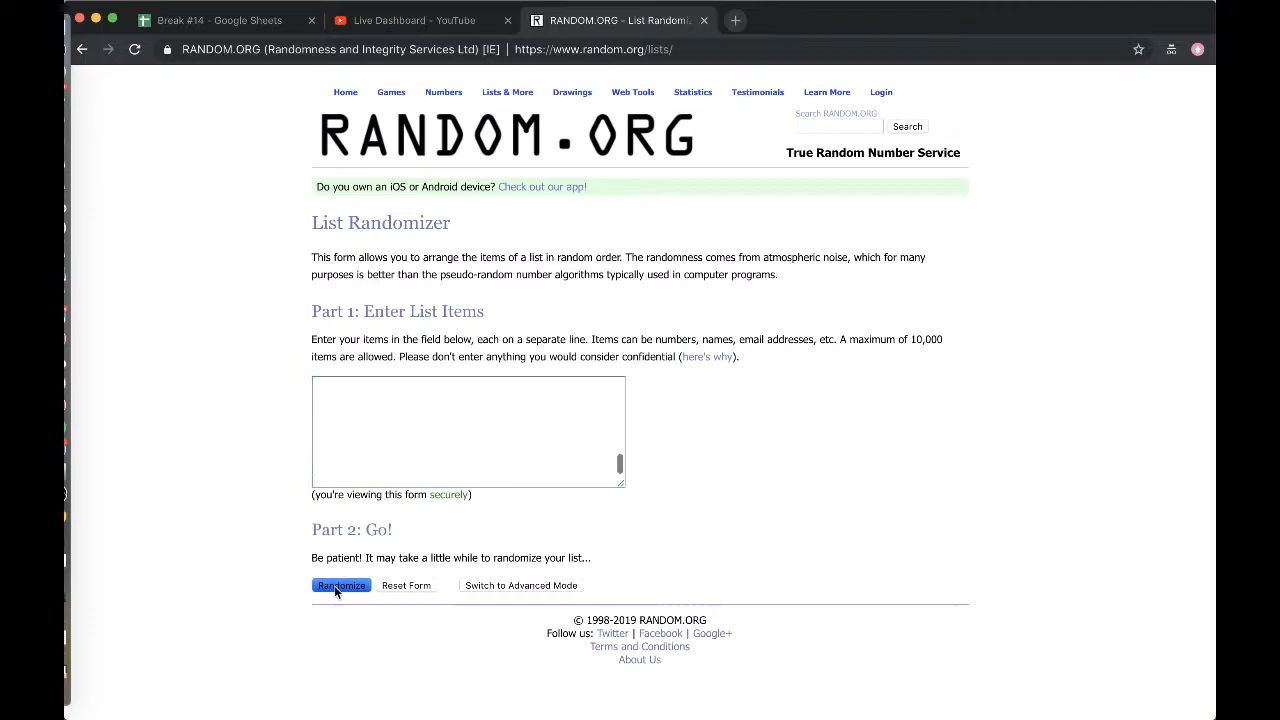 Break #14 - Google Sheets
Live Dashboard - YouTube
RANDOM.ORG - List Randomi
RANDOM.ORG (Randomness and Integrity Services Ltd) [IE] | https://www.random.org/lists/
Home Games Numbers Lists & More Drawings Web Tools Statistics Testimonials Learn More Login
RANDOM.ORG
Search RANDOM.ORG
Search
True Random Number Service
Do you own an iOS or Android device? Check out our app!
List Randomizer
This form allows you to arrange the items of a list in random order. The randomness comes from atmospheric noise, which for many
purposes is better than the pseudo-random number algorithms typically used in computer programs.
Part 1: Enter List Items
Enter your items in the field below, each on a separate line. Items can be numbers, names, email addresses, etc. A maximum of 10,000
items are allowed. Please don't enter anything you would consider confidential (here's why).
(you're viewing this form securely)
Part 2: Go!
Be patient! It may take a little while to randomize your list...
Randomize Reset Form Switch to Advanced Mode
© 1998-2019 RANDOM.ORG
Follow us: Twitter | Facebook | Google+
Terms and Conditions
About Us